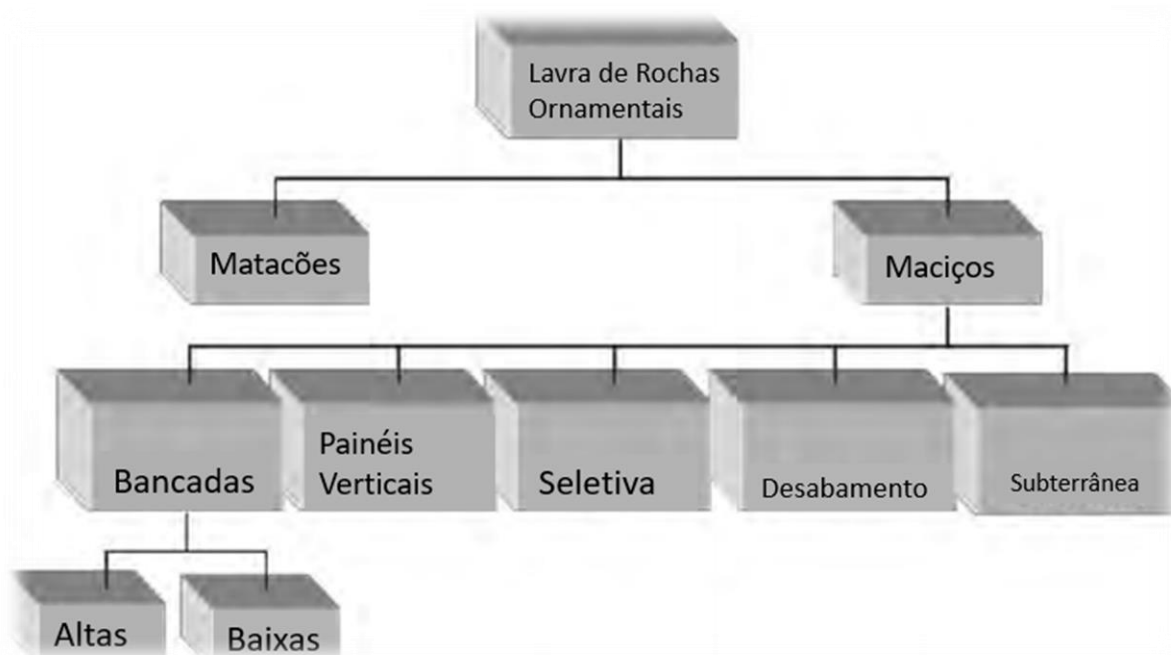 Lavra de Rochas
Ornamentais
Matacões
Maciços
Bancadas
Painéis
Verticais
Seletiva
Desabamento
Subterrânea
Altas
Baixas